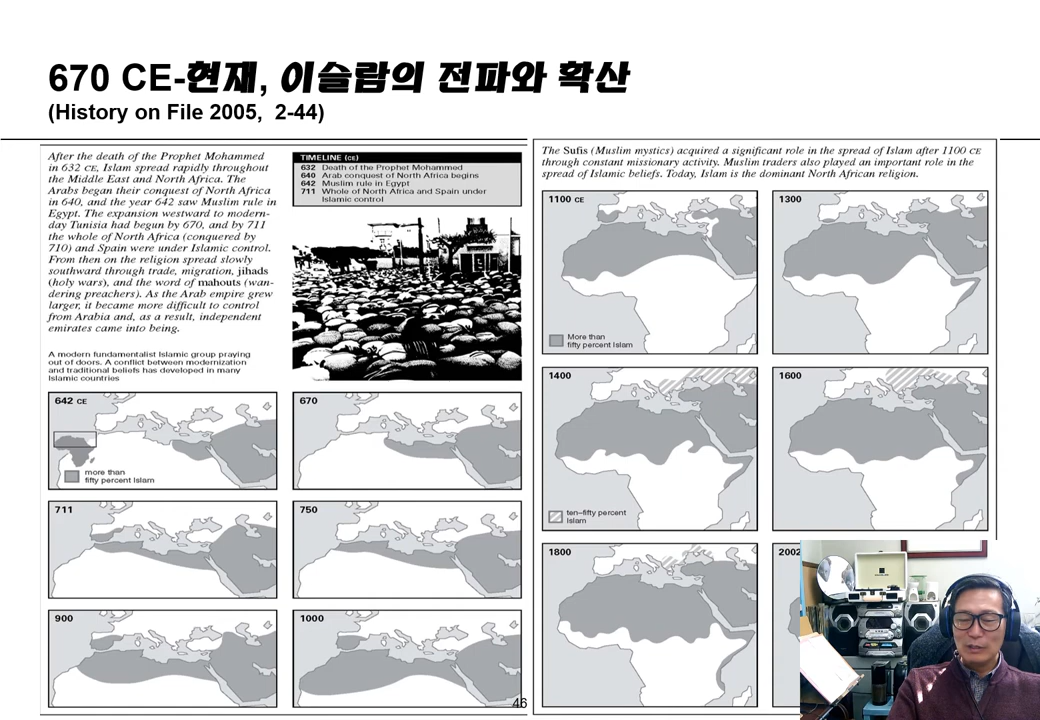 670 CE-현재, 이슬람의 전파와 확산
(History on File 2005, 2-44)
After the death of the Prophet Mohammed
in 632 CE, Islam spread rapidly throughout
the Middle East and North Africa. The
Arabs began their conquest of North Africa
in 640, and the year 642 saw Muslim rule in
Egypt. The expansion westward to modern-
day Tunisia had begun by 670, and by 711
the whole of North Africa (conquered by
710) and Spain were under Islamic control.
From then on the religion spread slowly
southward through trade, migration, jihads
(holy wars), and the word of mahouts (wan-
dering preachers). As the Arab empire grew
larger, it became more difficult to control
from Arabia and, as a result, independent
emirates came into being.
A modern fundamentalist Islamic group praying
out of doors. A conflict between modernization
and traditional beliefs has developed in many
Islamic countries
TIMELINE (CE)
632 Death of the Prophet Mohammed
640 Arab conquest of North Africa begins
642 Muslim rule in Egypt
711 Whole of North Africa and Spain under
Islamic control
642 CE
more than
fifty percent Islam
670
711
750
900
1000
The Sufis (Muslim mystics) acquired a significant role in the spread of Islam after 1100 CE
through constant missionary activity. Muslim traders also played an important role in the
spread of Islamic beliefs. Today, Islam is the dominant North African religion.
1100 CE
More than
fifty percent Islam
1300
1400
ten–fifty percent
Islam
1600
1800
2002
46